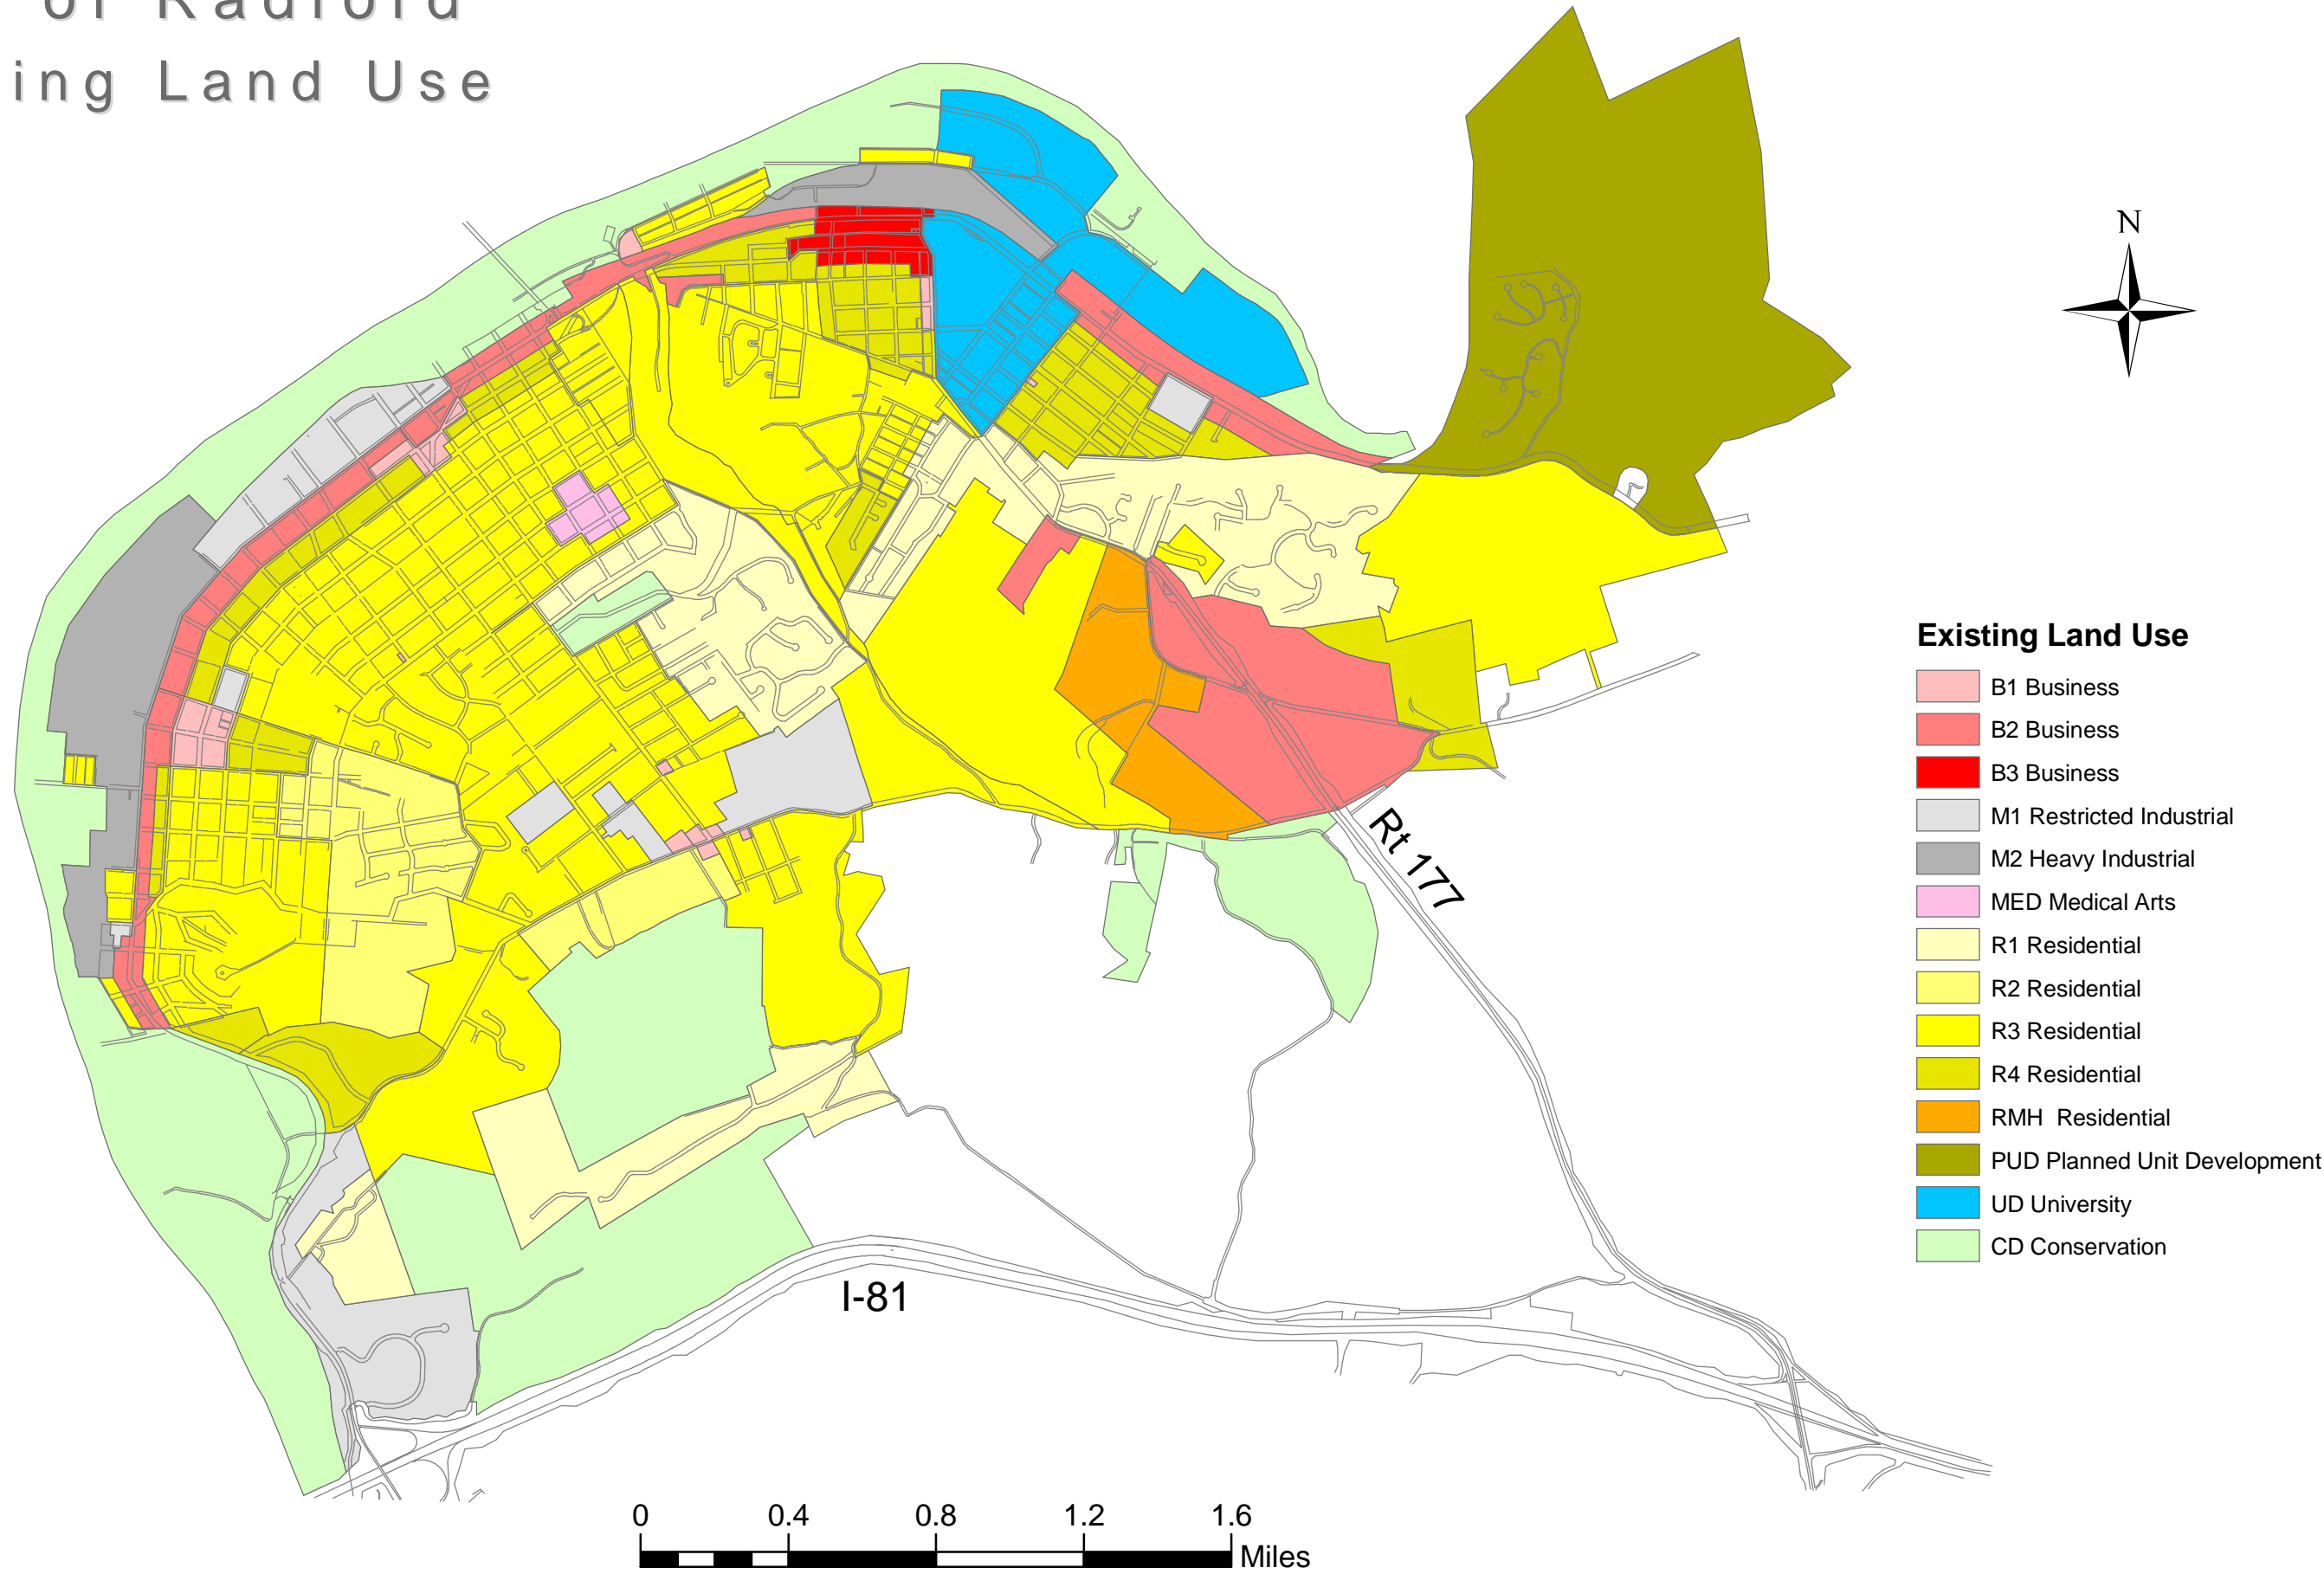 of Radford
ing Land Use
N
Existing Land Use
B1 Business
B2 Business
B3 Business
M1 Restricted Industrial
M2 Heavy Industrial
MED Medical Arts
R1 Residential
R2 Residential
R3 Residential
R4 Residential
RMH Residential
PUD Planned Unit Development
UD University
CD Conservation
Rt 177
I-81
0 0.4 0.8 1.2 1.6
Miles